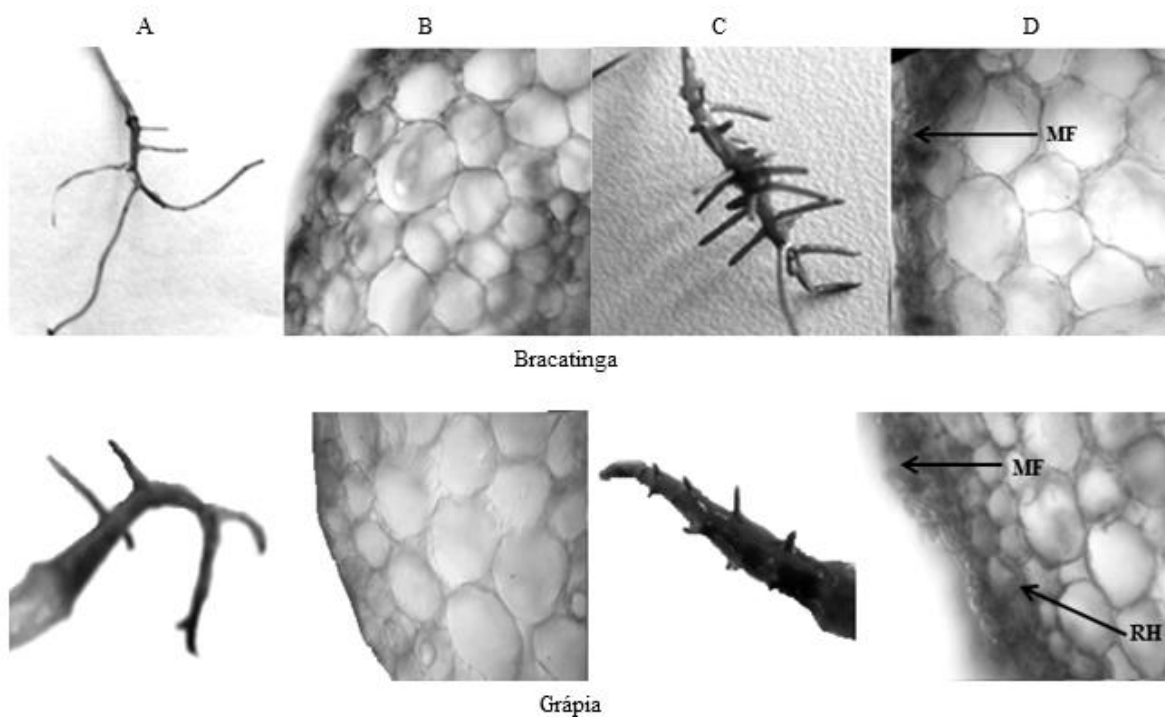 A B C D
MF
Bracatinga
MF
RH
Grápia